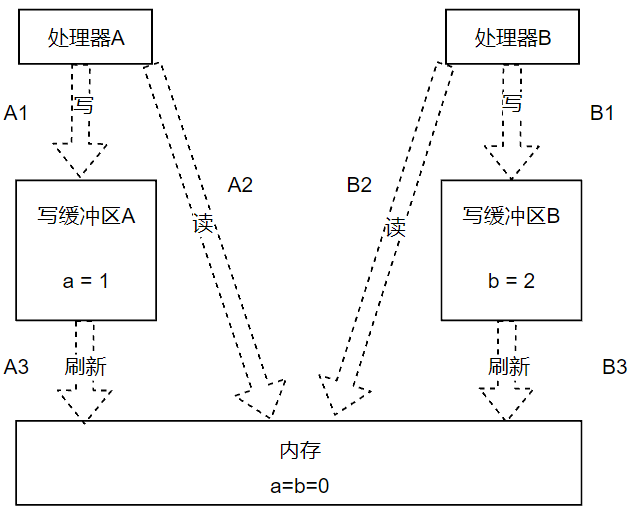 处理器A
处理器B
A1
写
写
B1
A2
B2
写缓冲区A
a = 1
读
读
写缓冲区B
b = 2
A3
刷新
刷新
B3
内存
a=b=0